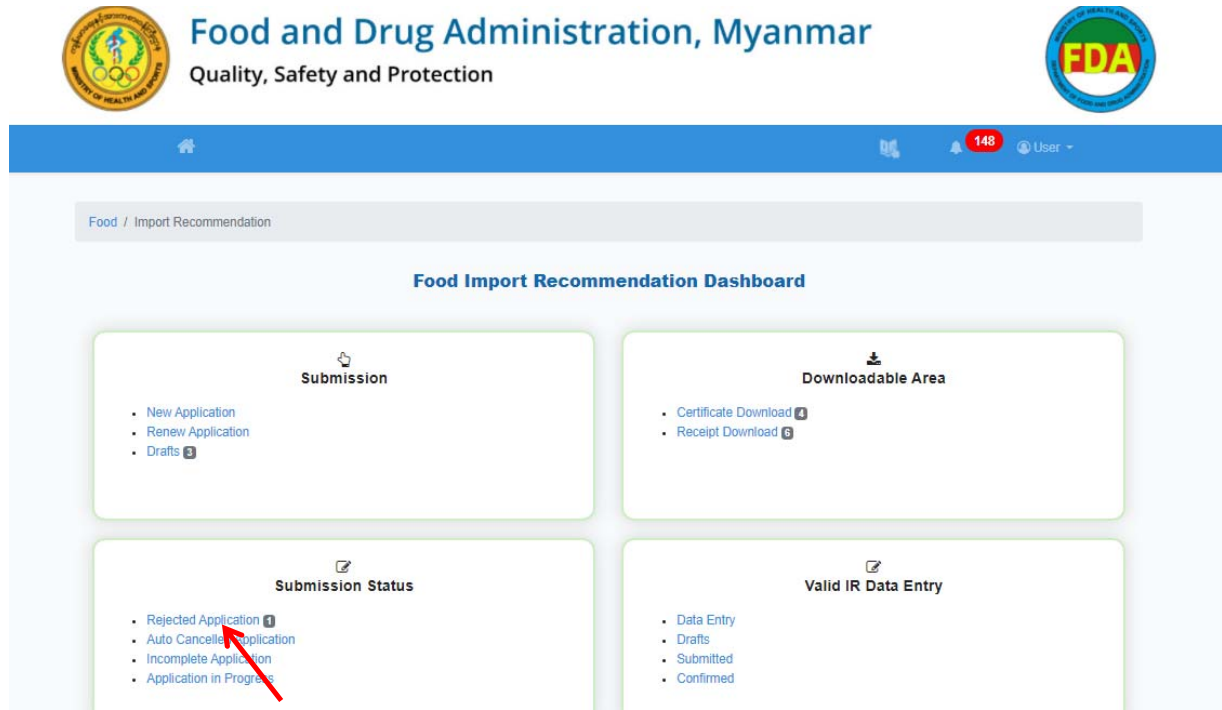 Food and Drug Administration, Myanmar
Quality, Safety and Protection
FDA
148
User
Food / Import Recommendation
Food Import Recommendation Dashboard
Submission
New Application
Renew Application
Drafts 3
Downloadable Area
Certificate Download 4
Receipt Download 6
Submission Status
Rejected Application 1
Auto Cancelled Application
Incomplete Application
Application in Progress
Valid IR Data Entry
Data Entry
Drafts
Submitted
Confirmed